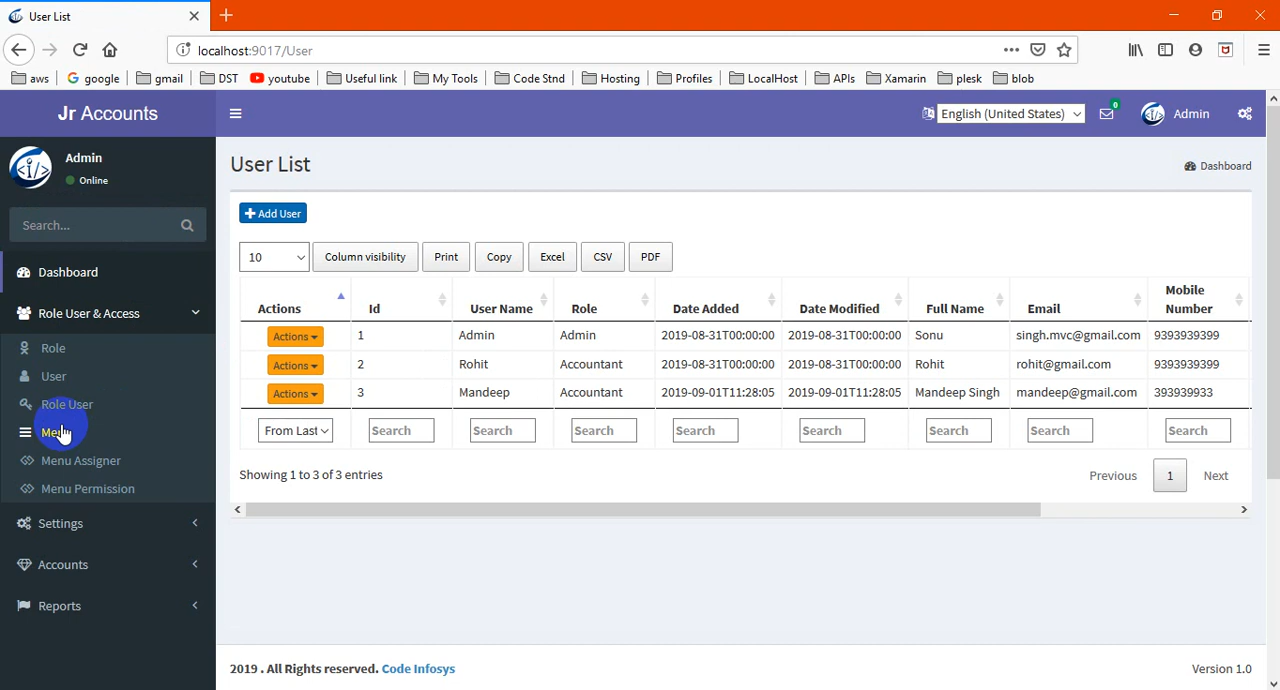 User List
localhost:9017/User
aws google gmail DST youtube Useful link My Tools Code Stnd Hosting Profiles LocalHost APIs Xamarin plesk blob
Jr Accounts
English (United States) 0 Admin
Admin
Online
Search...
Dashboard
Role User & Access
Role
User
Role User
Menu Assigner
Menu Permission
Settings
Accounts
Reports
User List
Dashboard
Add User
10 Column visibility Print Copy Excel CSV PDF
Actions Id User Name Role Date Added Date Modified Full Name Email Mobile Number
Actions 1 Admin Admin 2019-08-31T00:00:00 2019-08-31T00:00:00 Sonu singh.mvc@gmail.com 9393939399
Actions 2 Rohit Accountant 2019-08-31T00:00:00 2019-08-31T00:00:00 Rohit rohit@gmail.com 9393939399
Actions 3 Mandeep Accountant 2019-09-01T11:28:05 2019-09-01T11:28:05 Mandeep Singh mandeep@gmail.com 393939933
From Last Search Search Search Search Search Search Search Search
Showing 1 to 3 of 3 entries
Previous 1 Next
2019 . All Rights reserved. Code Infosys
Version 1.0